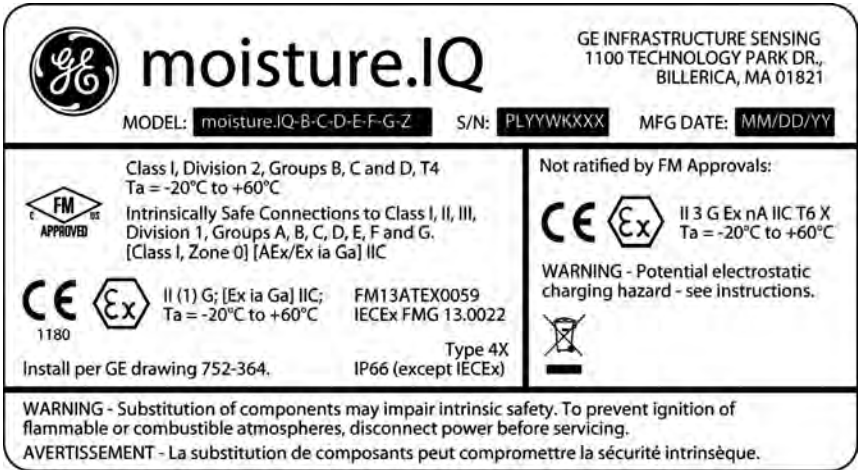 GE
moisture.IQ
GE INFRASTRUCTURE SENSING
1100 TECHNOLOGY PARK DR.,
BILLERICA, MA 01821
MODEL: moisture.IQ-B-C-D-E-F-G-Z S/N: PLYYWKXXX MFG DATE: MM/DD/YY
Class I, Division 2, Groups B, C and D, T4
Ta = -20°C to +60°C
Intrinsically Safe Connections to Class I, II, III,
Division 1, Groups A, B, C, D, E, F and G.
[Class I, Zone 0] [AEx/Ex ia Ga] IIC
C FM US
APPROVED
CE Ex
1180
II (1) G; [Ex ia Ga] IIC;
Ta = -20°C to +60°C
FM13ATEX0059
IECEx FMG 13.0022
Type 4X
Install per GE drawing 752-364. IP66 (except IECEx)
Not ratified by FM Approvals:
CE Ex
II 3 G Ex nA IIC T6 X
Ta = -20°C to +60°C
WARNING - Potential electrostatic
charging hazard - see instructions.
WARNING - Substitution of components may impair intrinsic safety. To prevent ignition of
flammable or combustible atmospheres, disconnect power before servicing.
AVERTISSEMENT - La substitution de composants peut compromettre la sécurité intrinsèque.